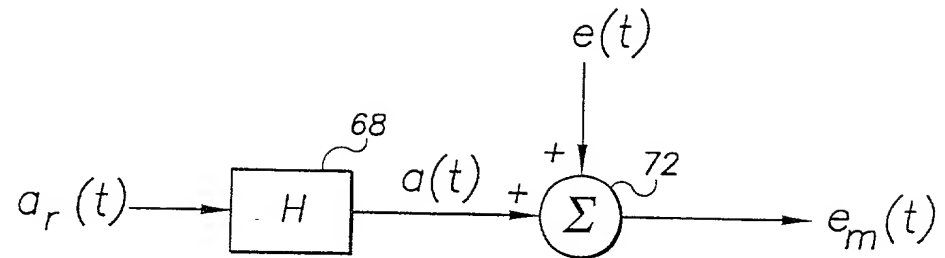 e(t)
68
+
72
a_r(t)
H
a(t)
+
Σ
e_m(t)